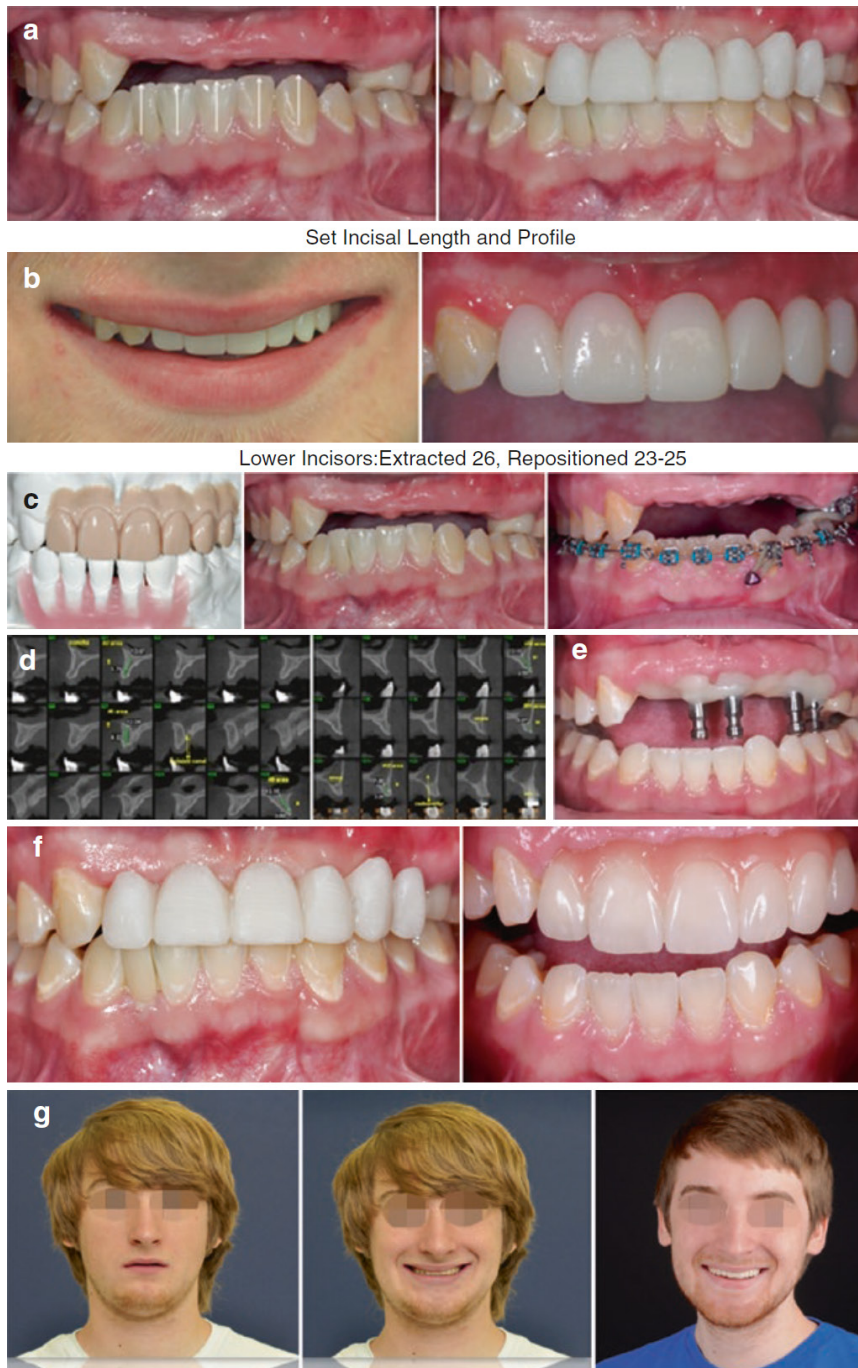 a
Set Incisal Length and Profile
b
Lower Incisors:Extracted 26, Repositioned 23-25
c
d
e
f
g